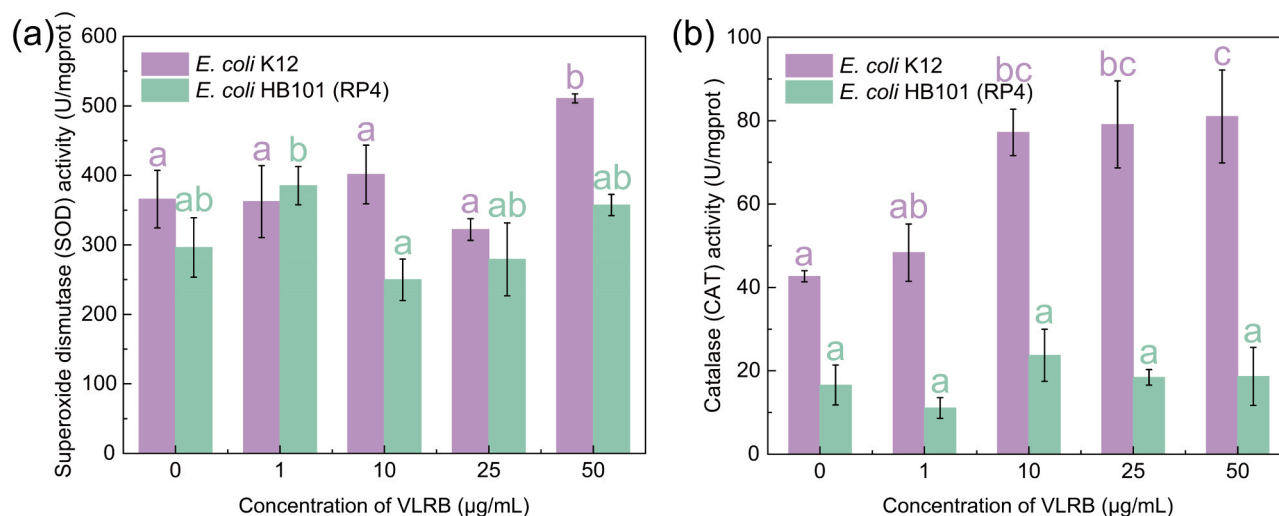 (a)
Superoxide dismutase (SOD) activity (U/mgprot )
600
500
400
300
200
100
0
E. coli K12
E. coli HB101 (RP4)
a
ab
a
b
a
a
a
ab
b
ab
0
1
10
25
50
Concentration of VLRB (µg/mL)
(b)
Catalase (CAT) activity (U/mgprot )
100
80
60
40
20
0
E. coli K12
E. coli HB101 (RP4)
a
a
ab
a
bc
a
bc
a
c
a
0
1
10
25
50
Concentration of VLRB (µg/mL)